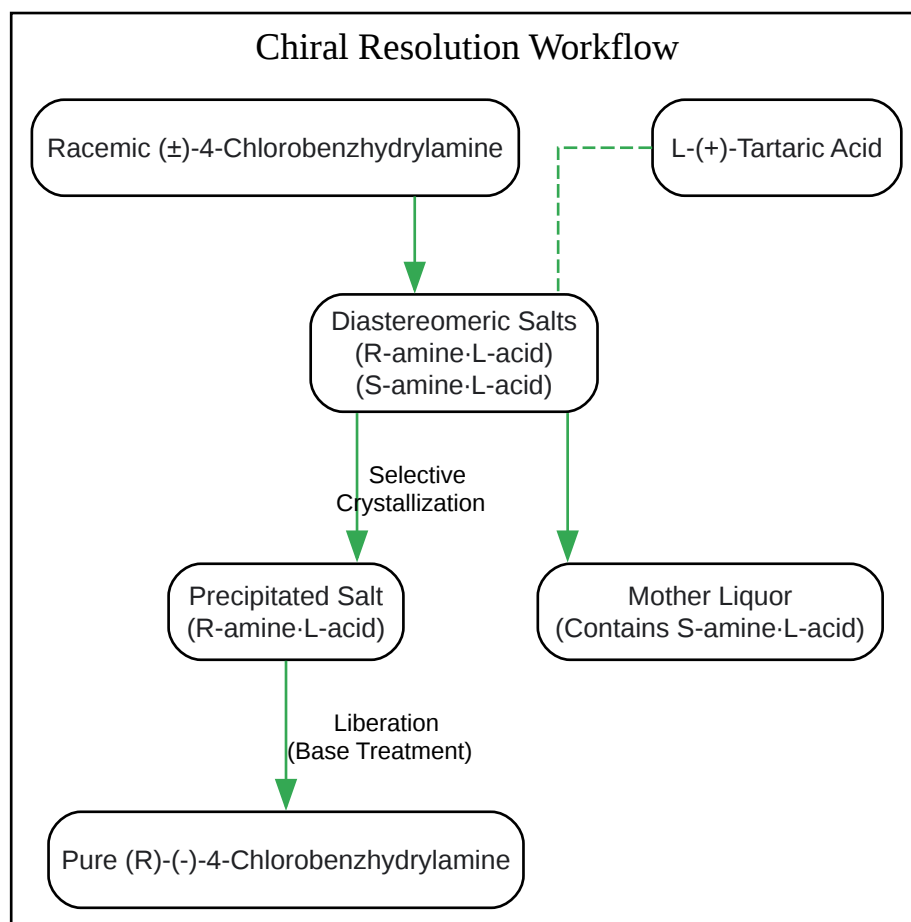 Chiral Resolution Workflow
Racemic (±)-4-Chlorobenzhydrylamine
L-(+)-Tartaric Acid
Diastereomeric Salts
(R-amine·L-acid)
(S-amine·L-acid)
Selective
Crystallization
Precipitated Salt
(R-amine·L-acid)
Mother Liquor
(Contains S-amine·L-acid)
Liberation
(Base Treatment)
Pure (R)-(-)-4-Chlorobenzhydrylamine